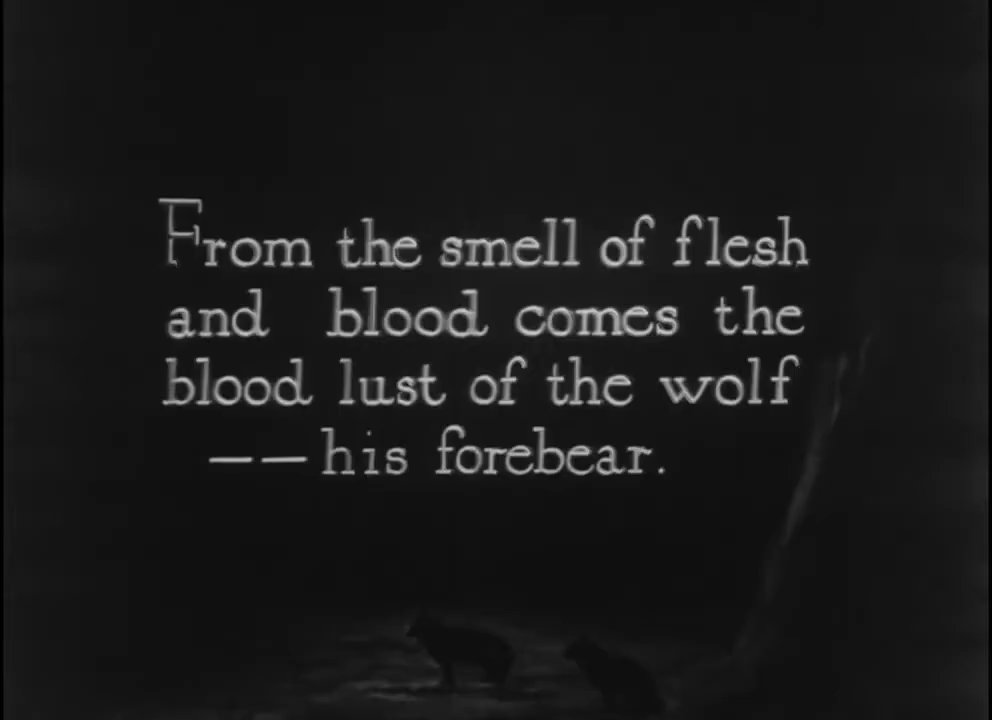 From the smell of flesh
and blood comes the
blood lust of the wolf
——his forebear.